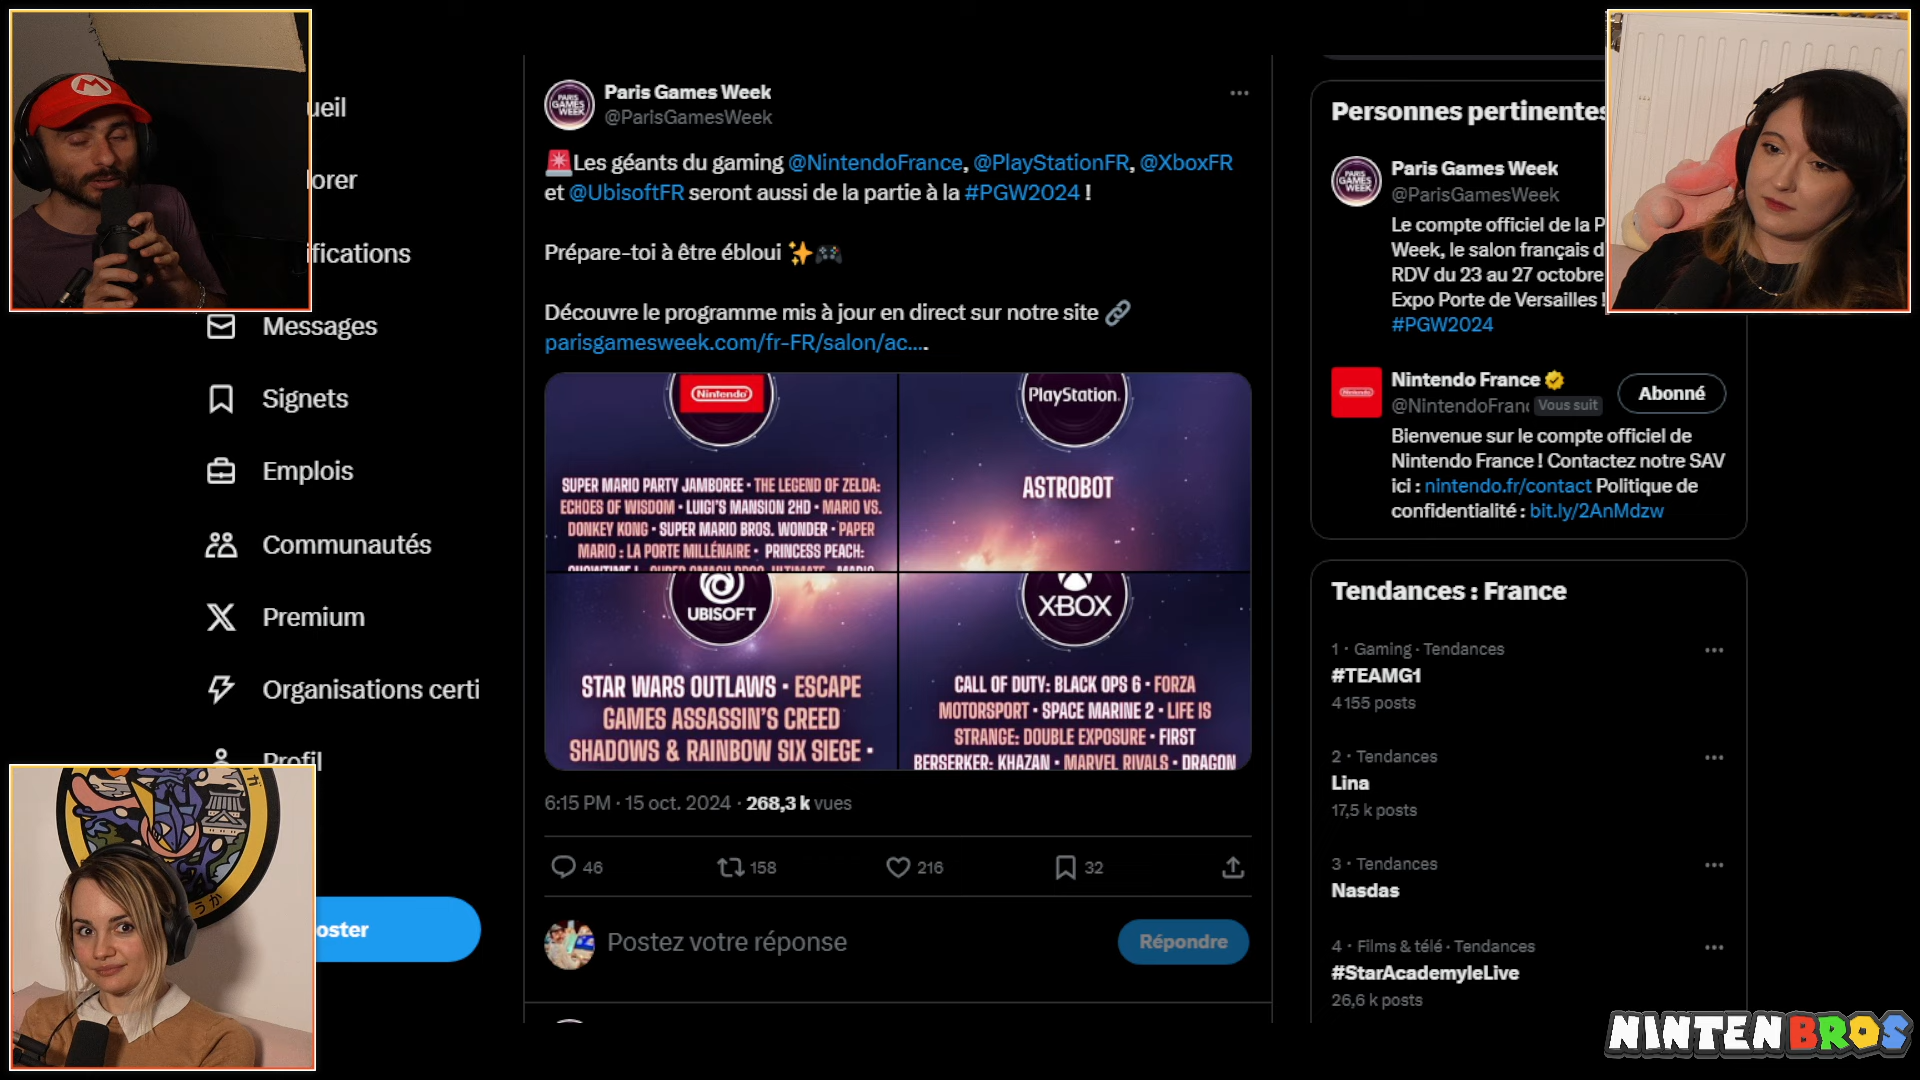 ueil
orer
ifications
Messages
Signets
Emplois
Communautés
Premium
Organisations certi
Profil
oster
Paris Games Week
@ParisGamesWeek
🚨Les géants du gaming @NintendoFrance, @PlayStationFR, @XboxFR
et @UbisoftFR seront aussi de la partie à la #PGW2024 !
Prépare-toi à être ébloui ✨🎮
Découvre le programme mis à jour en direct sur notre site 🔗
parisgamesweek.com/fr-FR/salon/ac....
Nintendo
SUPER MARIO PARTY JAMBOREE • THE LEGEND OF ZELDA:
ECHOES OF WISDOM • LUIGI'S MANSION 2HD • MARIO VS.
DONKEY KONG • SUPER MARIO BROS. WONDER • PAPER
MARIO : LA PORTE MILLÉNAIRE • PRINCESS PEACH:
SHOWTIME ! • SUPER SMASH BROS. ULTIMATE • MARIO
PlayStation.
ASTROBOT
UBISOFT
STAR WARS OUTLAWS • ESCAPE
GAMES ASSASSIN'S CREED
SHADOWS & RAINBOW SIX SIEGE •
XBOX
CALL OF DUTY: BLACK OPS 6 • FORZA
MOTORSPORT • SPACE MARINE 2 • LIFE IS
STRANGE: DOUBLE EXPOSURE • FIRST
BERSERKER: KHAZAN • MARVEL RIVALS • DRAGON
6:15 PM · 15 oct. 2024 · 268,3 k vues
46
158
216
32
Postez votre réponse
Répondre
Personnes pertinentes
PARIS
GAMES
WEEK
Paris Games Week
@ParisGamesWeek
Le compte officiel de la P
Week, le salon français d
RDV du 23 au 27 octobre
Expo Porte de Versailles !
#PGW2024
Nintendo France
@NintendoFran
Vous suit
Abonné
Bienvenue sur le compte officiel de
Nintendo France ! Contactez notre SAV
ici : nintendo.fr/contact Politique de
confidentialité : bit.ly/2AnMdzw
Tendances : France
1 · Gaming · Tendances
#TEAMG1
4 155 posts
2 · Tendances
Lina
17,5 k posts
3 · Tendances
Nasdas
4 · Films & télé · Tendances
#StarAcademyleLive
26,6 k posts
NINTENBROS